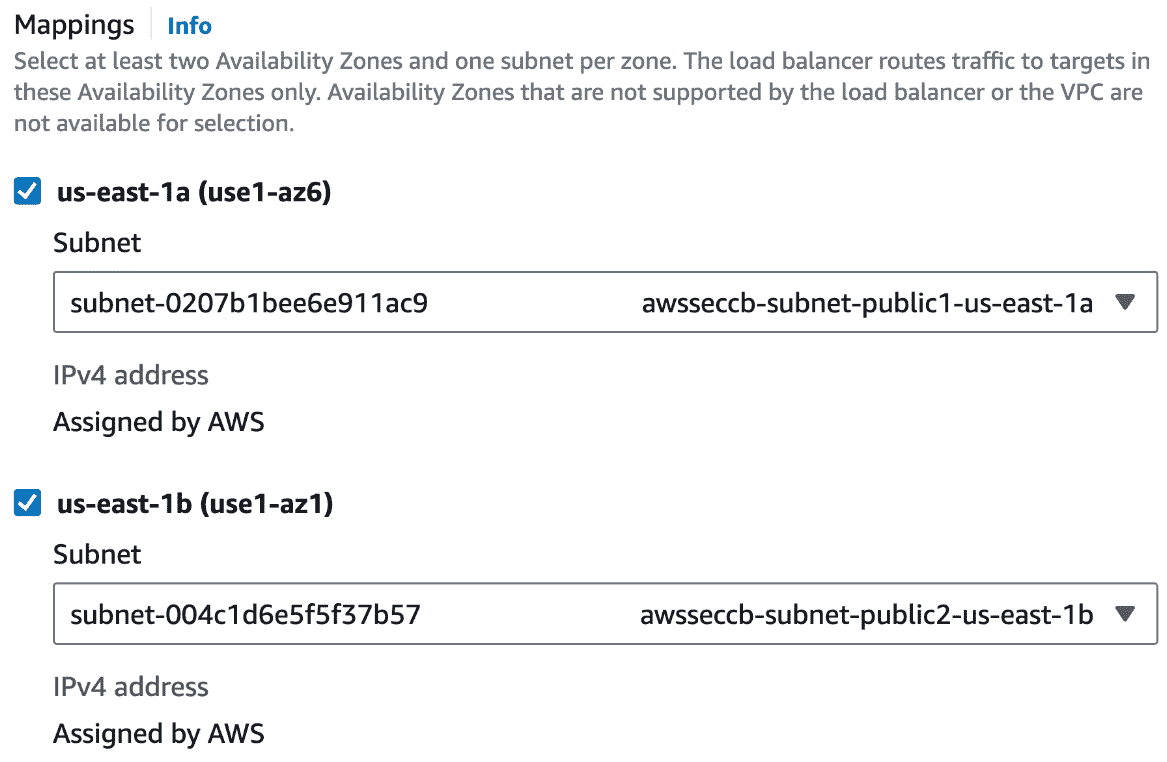 Mappings Info
Select at least two Availability Zones and one subnet per zone. The load balancer routes traffic to targets in
these Availability Zones only. Availability Zones that are not supported by the load balancer or the VPC are
not available for selection.
us-east-1a (use1-az6)
Subnet
subnet-0207b1bee6e911ac9 awsseccb-subnet-public1-us-east-1a
IPv4 address
Assigned by AWS
us-east-1b (use1-az1)
Subnet
subnet-004c1d6e5f5f37b57 awsseccb-subnet-public2-us-east-1b
IPv4 address
Assigned by AWS